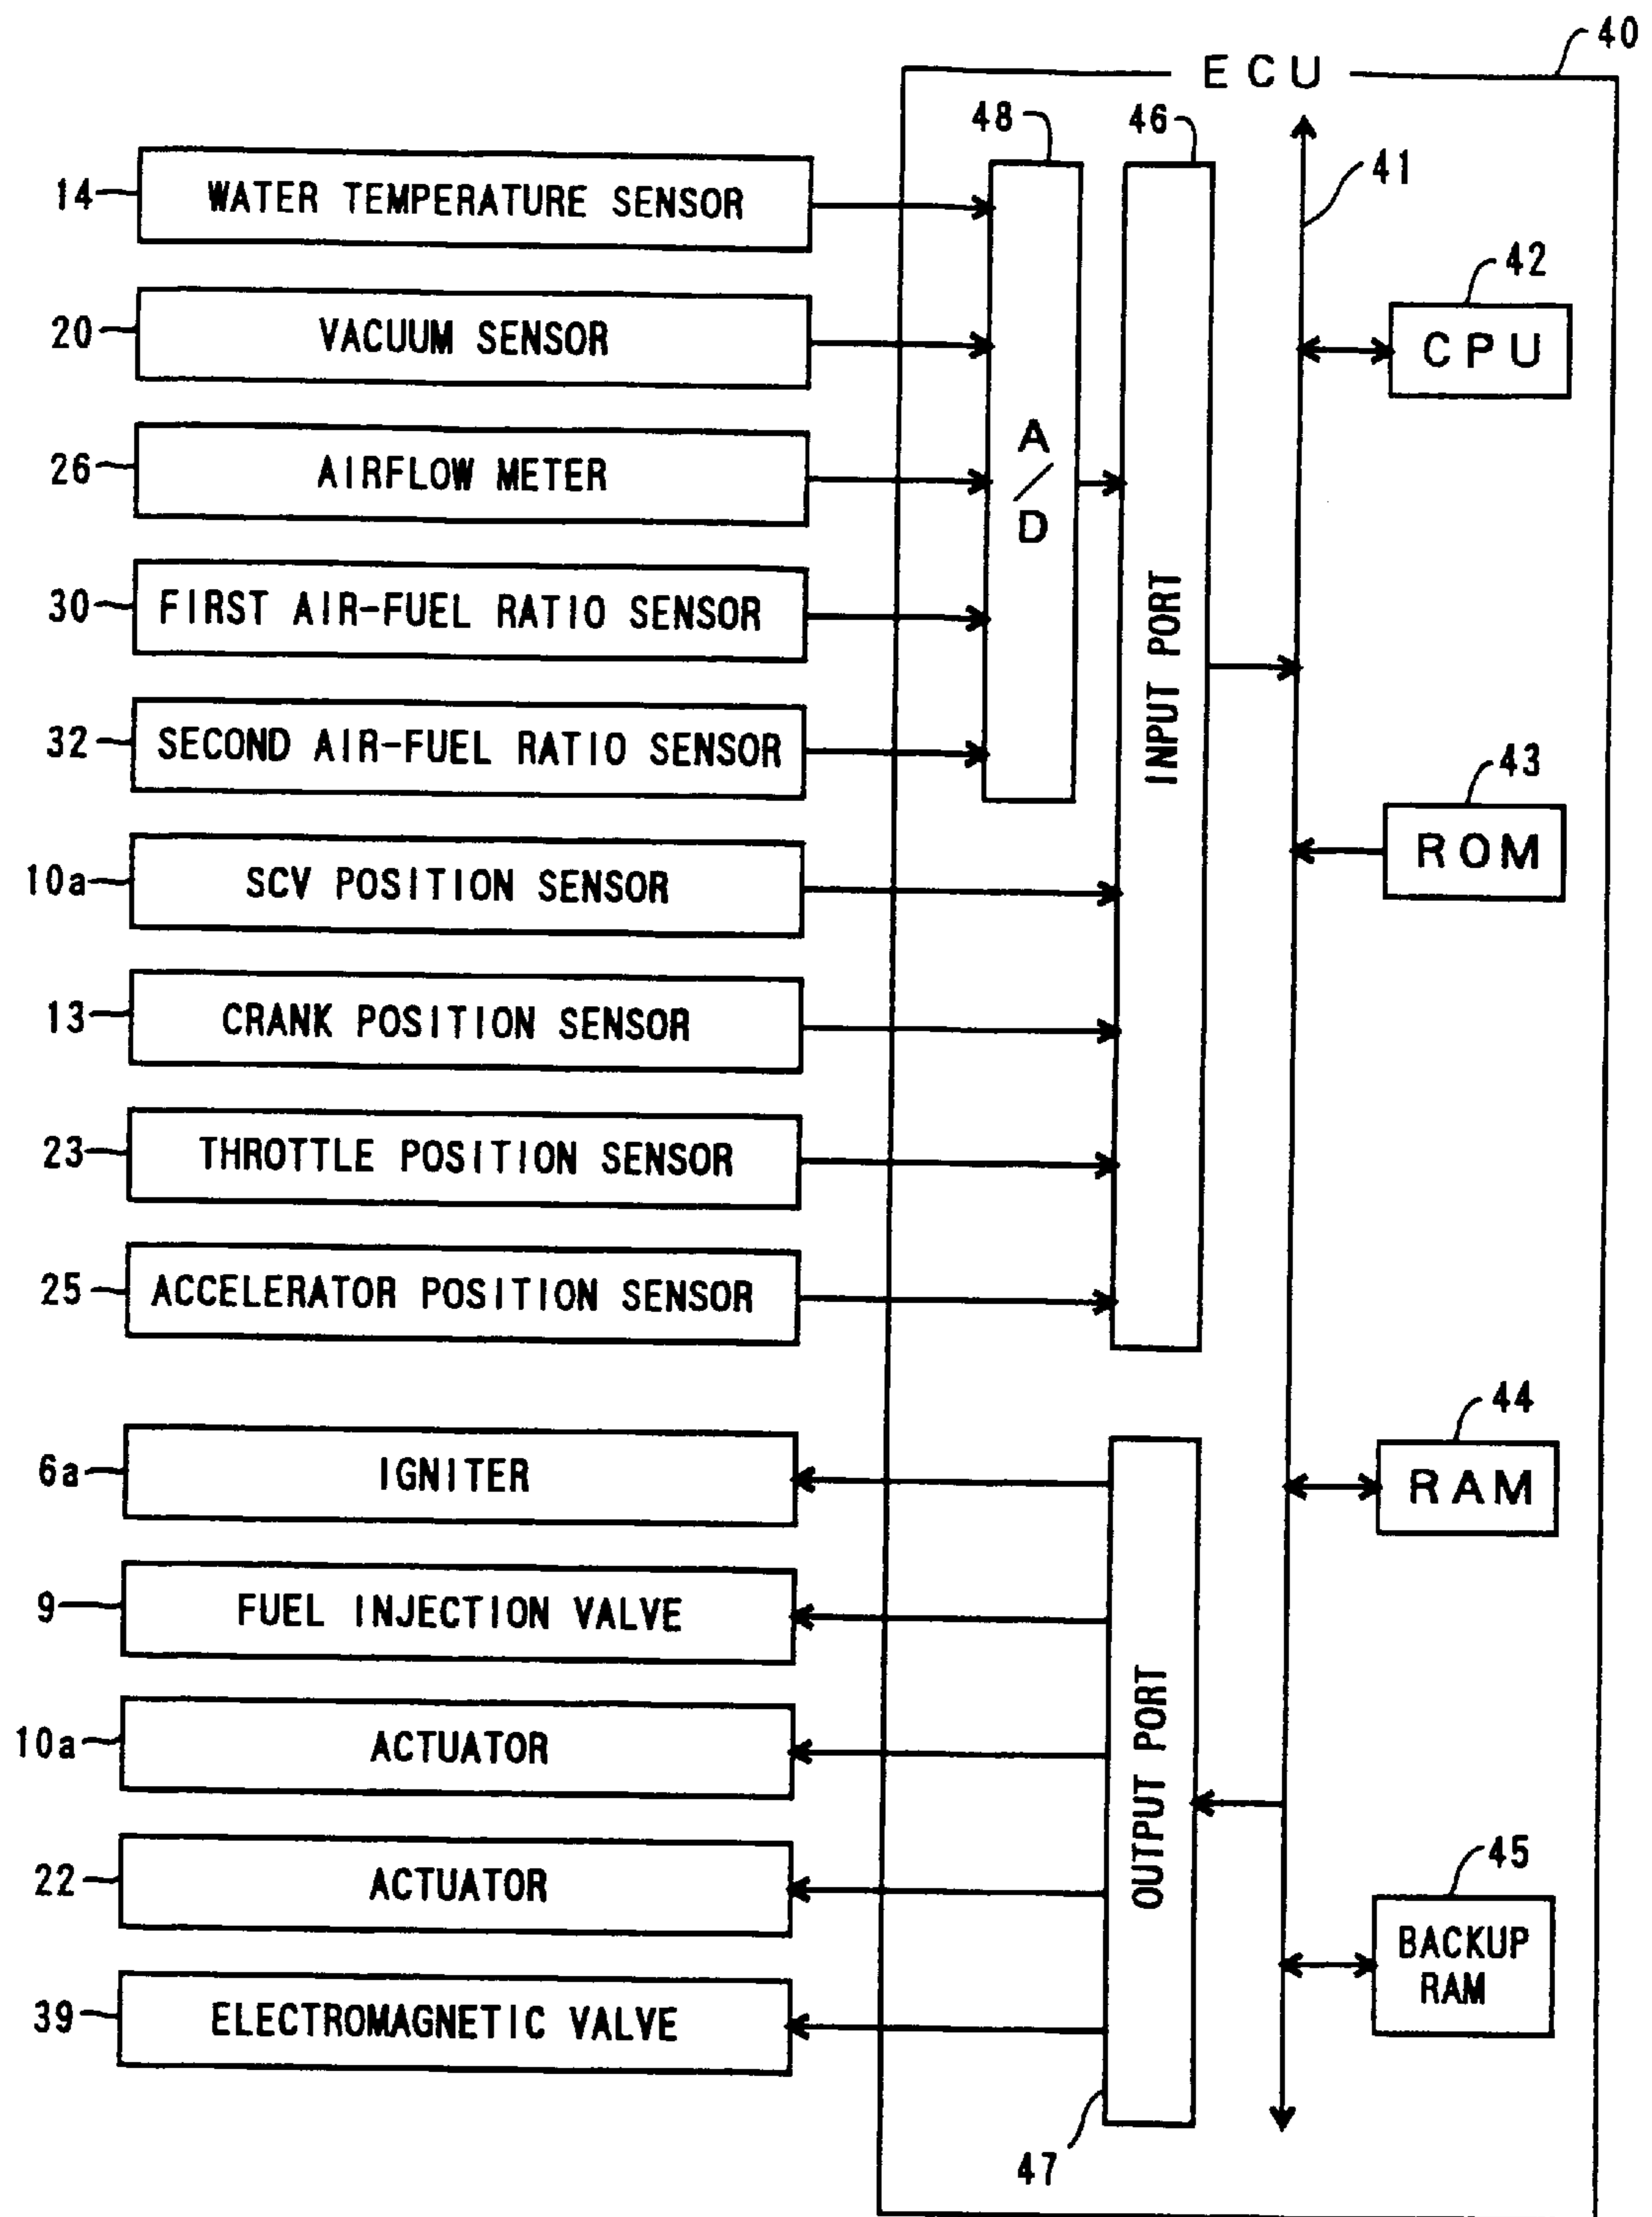 40
ECU
48
46
41
14
WATER TEMPERATURE SENSOR
42
CPU
20
VACUUM SENSOR
26
AIRFLOW METER
A/D
30
FIRST AIR-FUEL RATIO SENSOR
INPUT PORT
32
SECOND AIR-FUEL RATIO SENSOR
43
ROM
10a
SCV POSITION SENSOR
13
CRANK POSITION SENSOR
23
THROTTLE POSITION SENSOR
25
ACCELERATOR POSITION SENSOR
44
RAM
6a
IGNITER
9
FUEL INJECTION VALVE
10a
ACTUATOR
OUTPUT PORT
22
ACTUATOR
45
BACKUP
RAM
39
ELECTROMAGNETIC VALVE
47